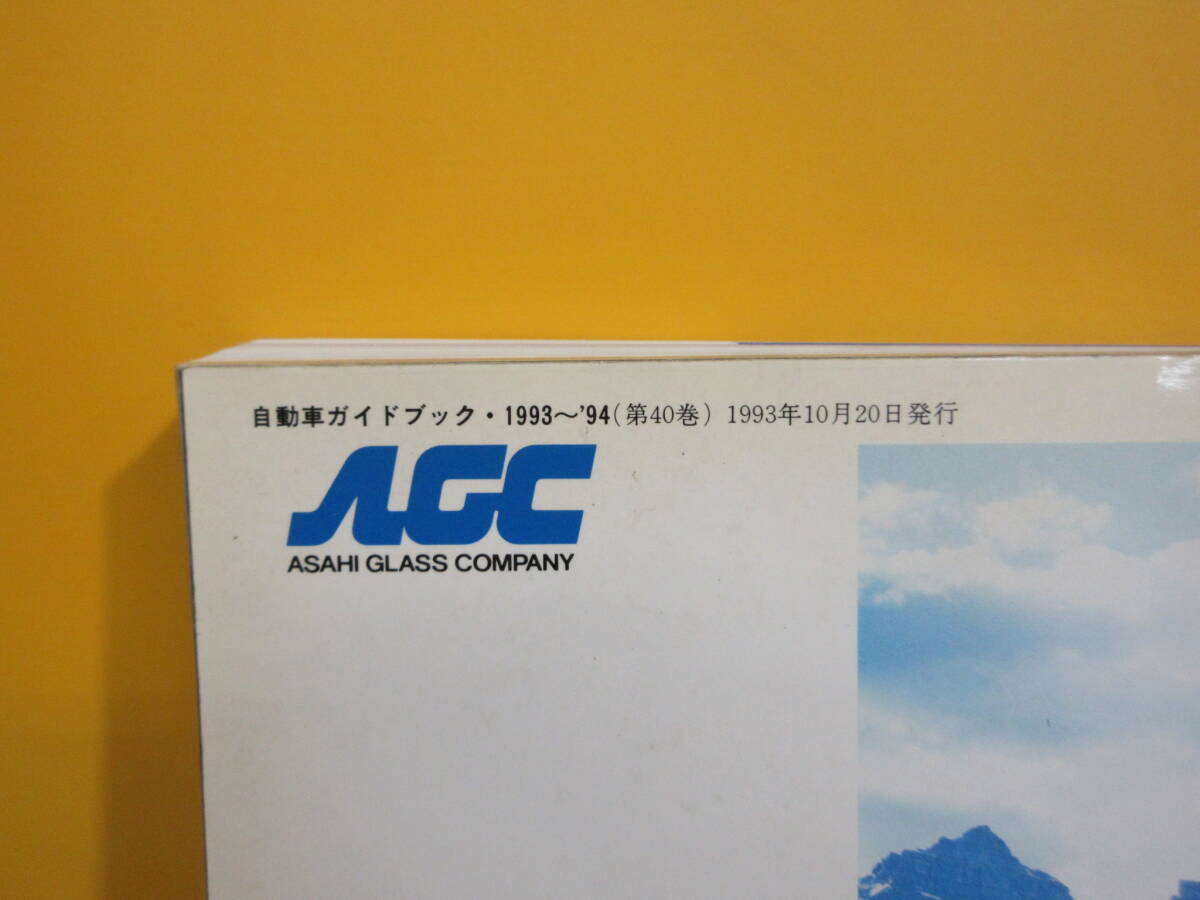 自動車ガイドブック・1993〜'94(第40巻) 1993年10月20日発行
AGC
ASAHI GLASS COMPANY